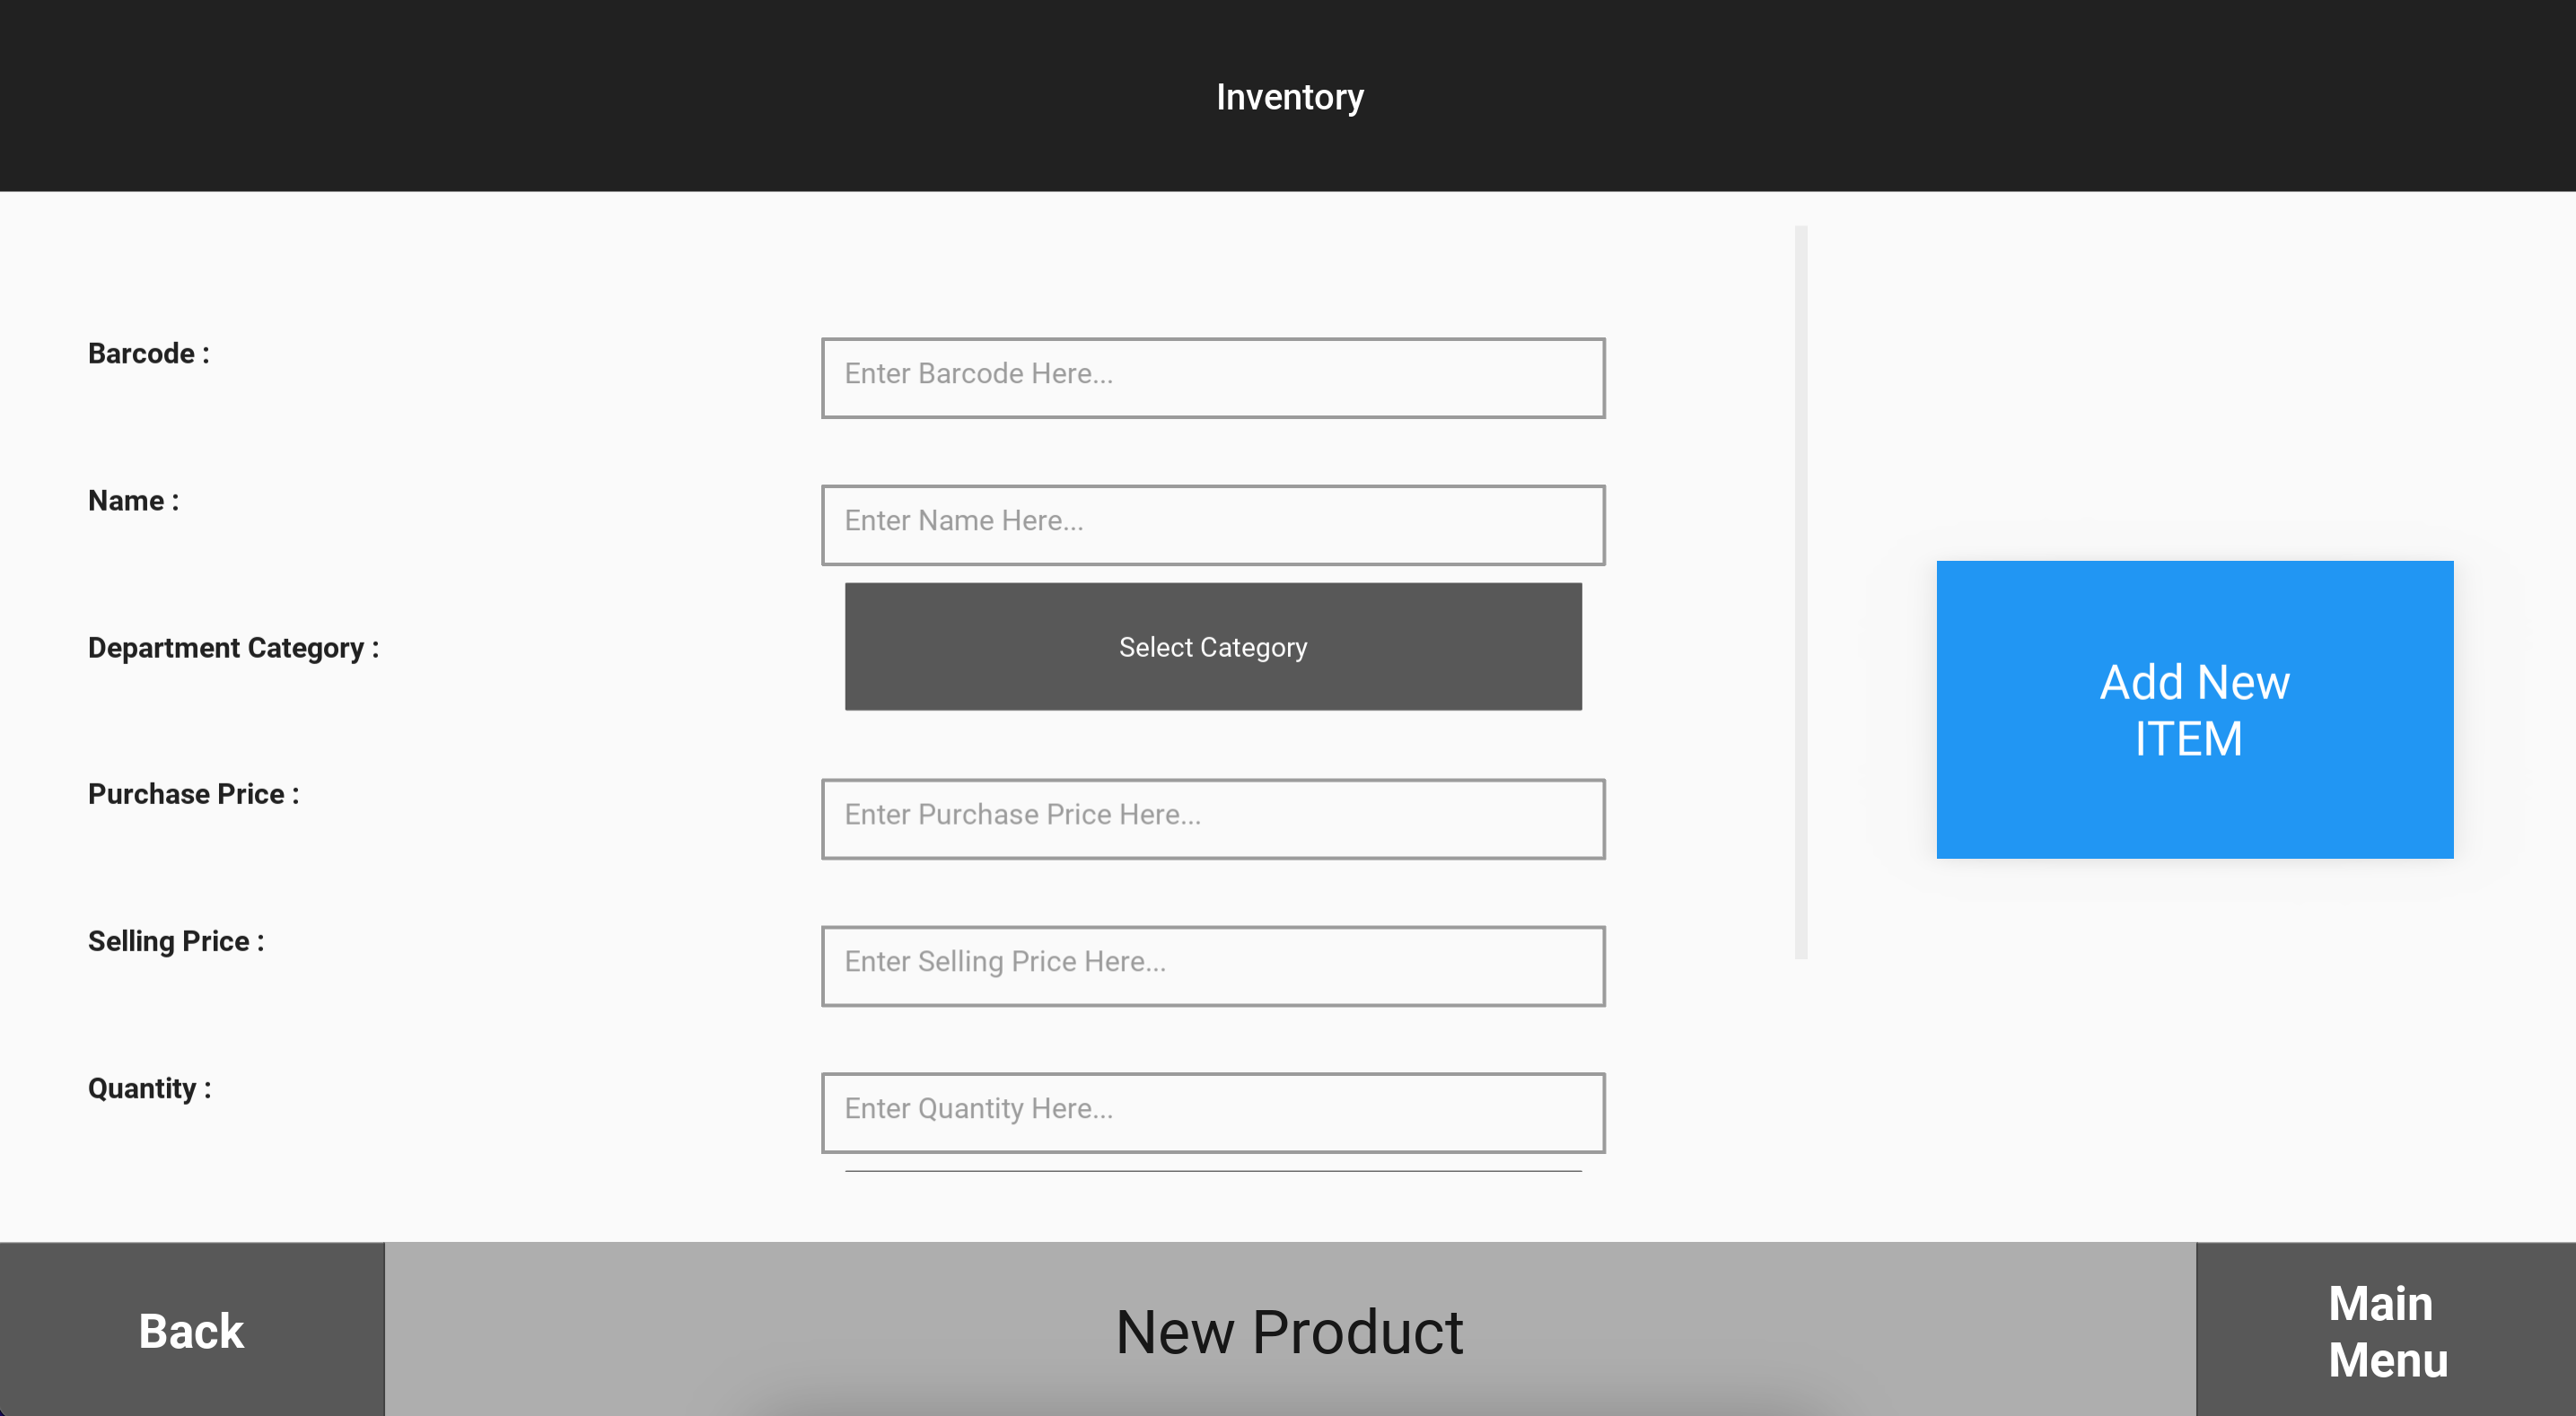 Inventory
Barcode :
Enter Barcode Here...
Name :
Enter Name Here...
Department Category :
Select Category
Purchase Price :
Enter Purchase Price Here...
Selling Price :
Enter Selling Price Here...
Quantity :
Enter Quantity Here...
Add New
ITEM
Back
New Product
Main
Menu